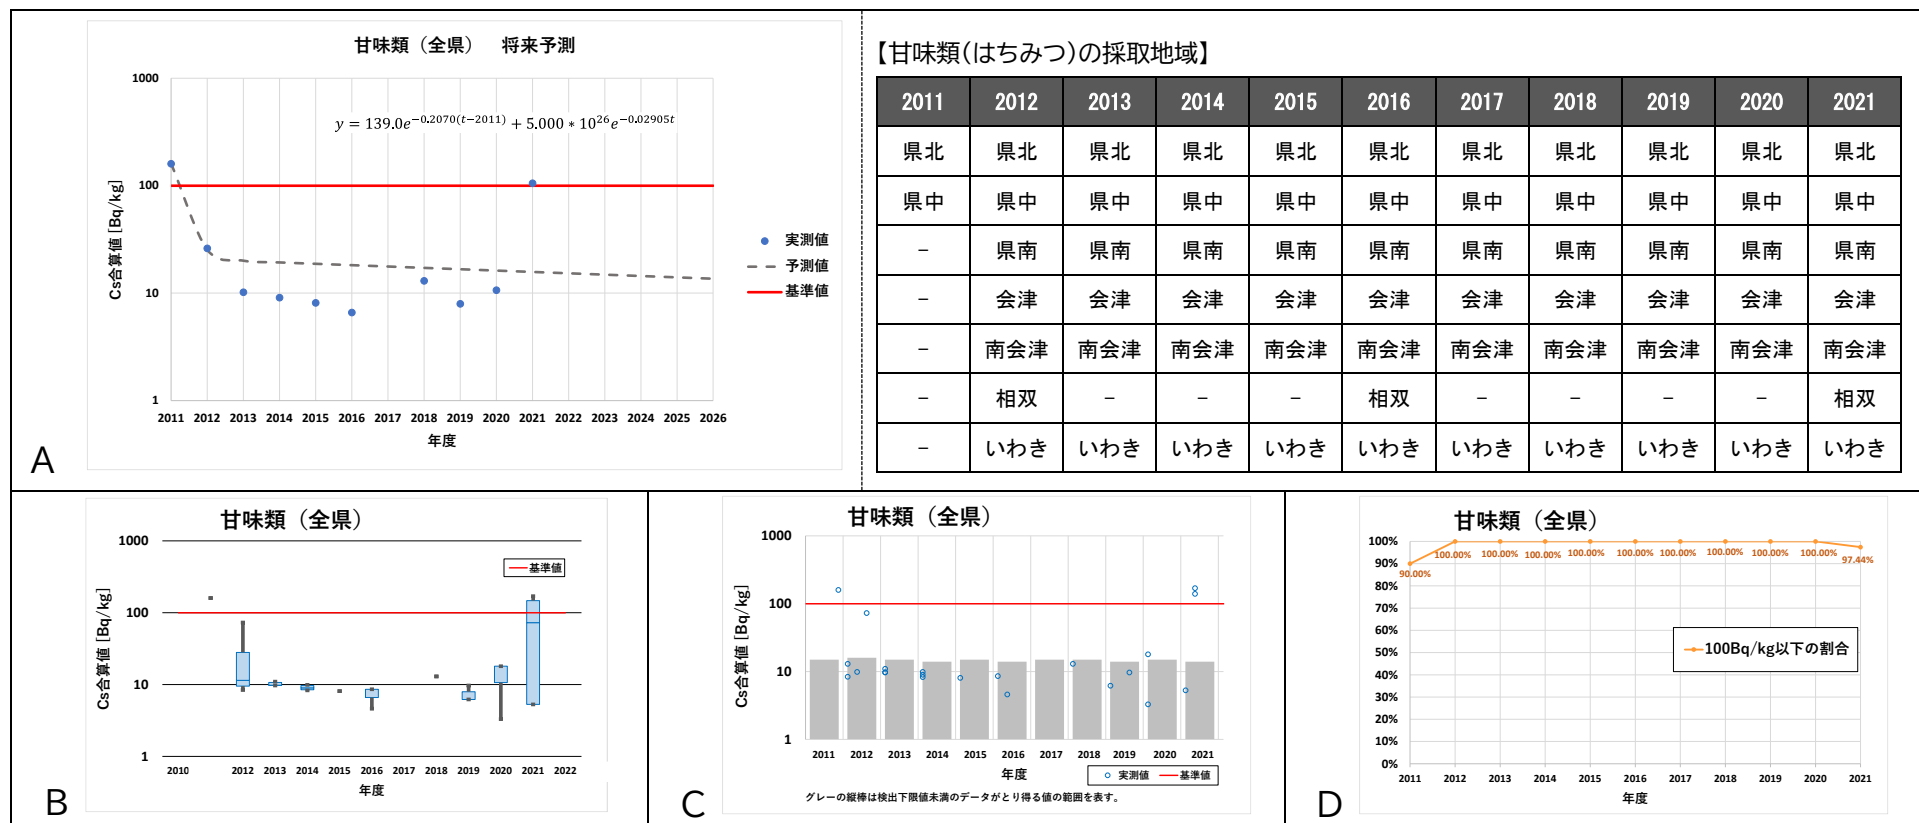 甘味類（全県） 将来予測
1000
100
10
1
Cs合算値 [Bq/kg]
y = 139.0e^{-0.2070(t-2011)} + 5.000 * 10^{26}e^{-0.02905t}
実測値
予測値
基準値
2011 2012 2013 2014 2015 2016 2017 2018 2019 2020 2021 2022 2023 2024 2025 2026
年度
A
【甘味類(はちみつ)の採取地域】
2011 2012 2013 2014 2015 2016 2017 2018 2019 2020 2021
県北 県北 県北 県北 県北 県北 県北 県北 県北 県北 県北
県中 県中 県中 県中 県中 県中 県中 県中 県中 県中 県中
－ 県南 県南 県南 県南 県南 県南 県南 県南 県南 県南
－ 会津 会津 会津 会津 会津 会津 会津 会津 会津 会津
－ 南会津 南会津 南会津 南会津 南会津 南会津 南会津 南会津 南会津 南会津
－ 相双 － － － 相双 － － － － 相双
－ いわき いわき いわき いわき いわき いわき いわき いわき いわき いわき
甘味類（全県）
1000
100
10
1
Cs合算値 [Bq/kg]
基準値
2010 2012 2013 2014 2015 2016 2017 2018 2019 2020 2021 2022
年度
B
甘味類（全県）
1000
100
10
1
Cs合算値 [Bq/kg]
2011 2012 2013 2014 2015 2016 2017 2018 2019 2020 2021
年度
実測値 基準値
グレーの縦棒は検出下限値未満のデータがとり得る値の範囲を表す。
C
甘味類（全県）
100%
90%
80%
70%
60%
50%
40%
30%
20%
10%
0%
90.00% 100.00% 100.00% 100.00% 100.00% 100.00% 100.00% 100.00% 100.00% 100.00% 97.44%
100Bq/kg以下の割合
2011 2012 2013 2014 2015 2016 2017 2018 2019 2020 2021
年度
D